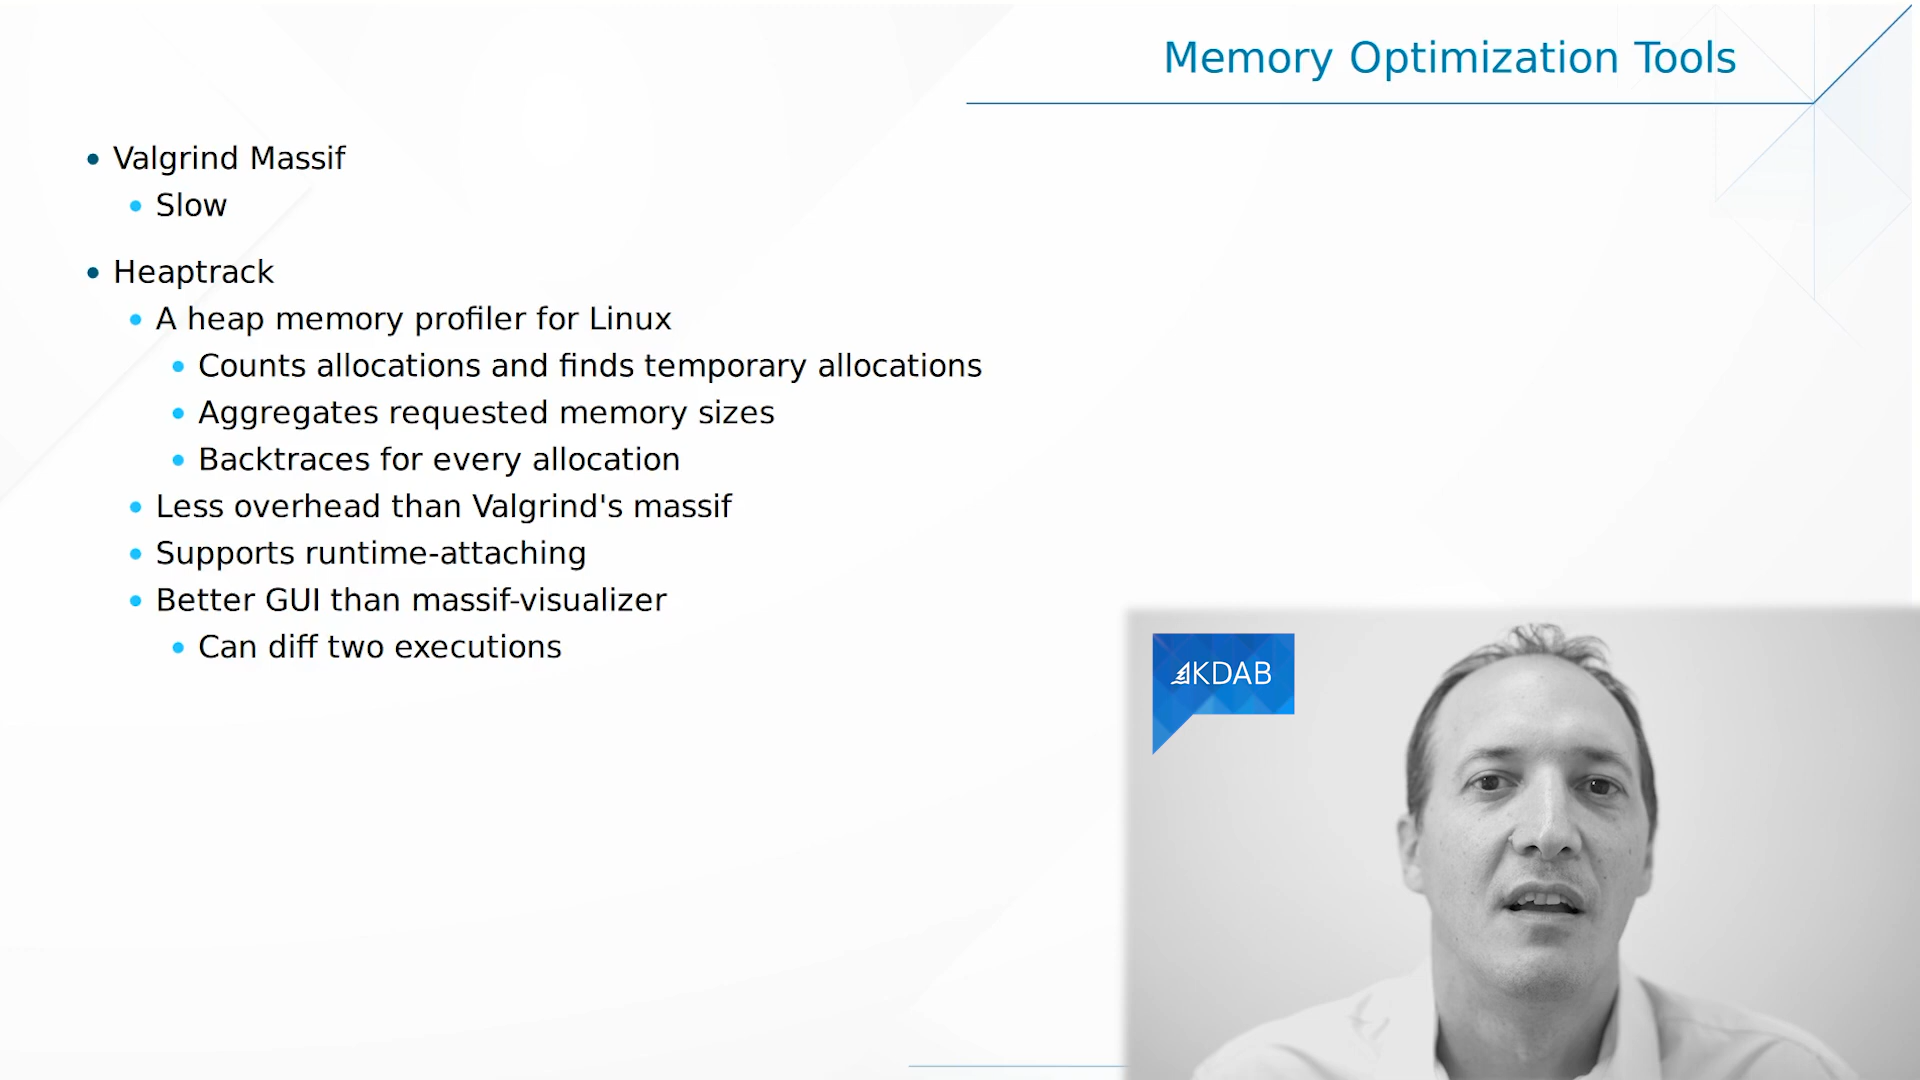 Memory Optimization Tools
Valgrind Massif
Slow
Heaptrack
A heap memory profiler for Linux
Counts allocations and finds temporary allocations
Aggregates requested memory sizes
Backtraces for every allocation
Less overhead than Valgrind's massif
Supports runtime-attaching
Better GUI than massif-visualizer
Can diff two executions
KDAB